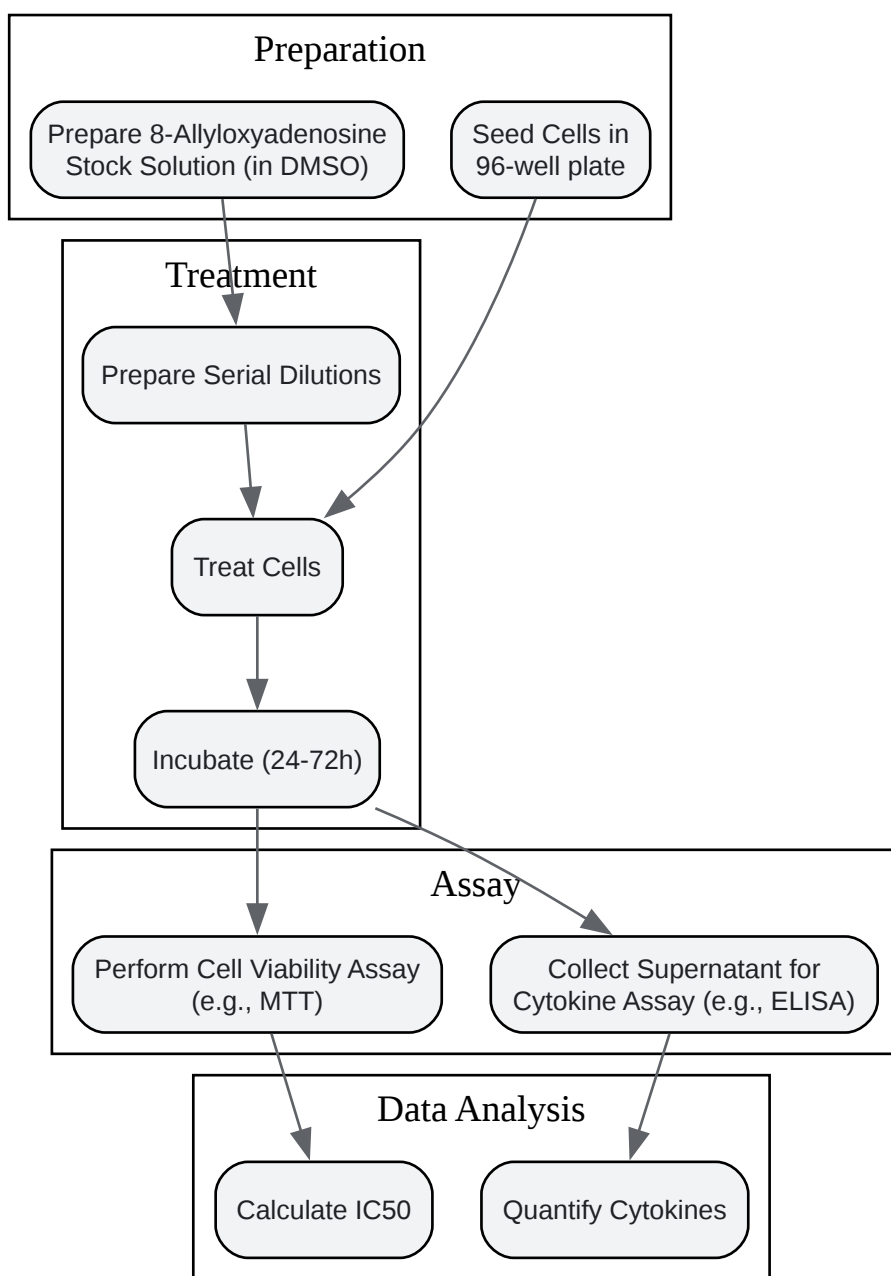 Preparation
Prepare 8-Allyloxyadenosine
Stock Solution (in DMSO)
Seed Cells in
96-well plate
Treatment
Prepare Serial Dilutions
Treat Cells
Incubate (24-72h)
Assay
Perform Cell Viability Assay
(e.g., MTT)
Collect Supernatant for
Cytokine Assay (e.g., ELISA)
Data Analysis
Calculate IC50
Quantify Cytokines